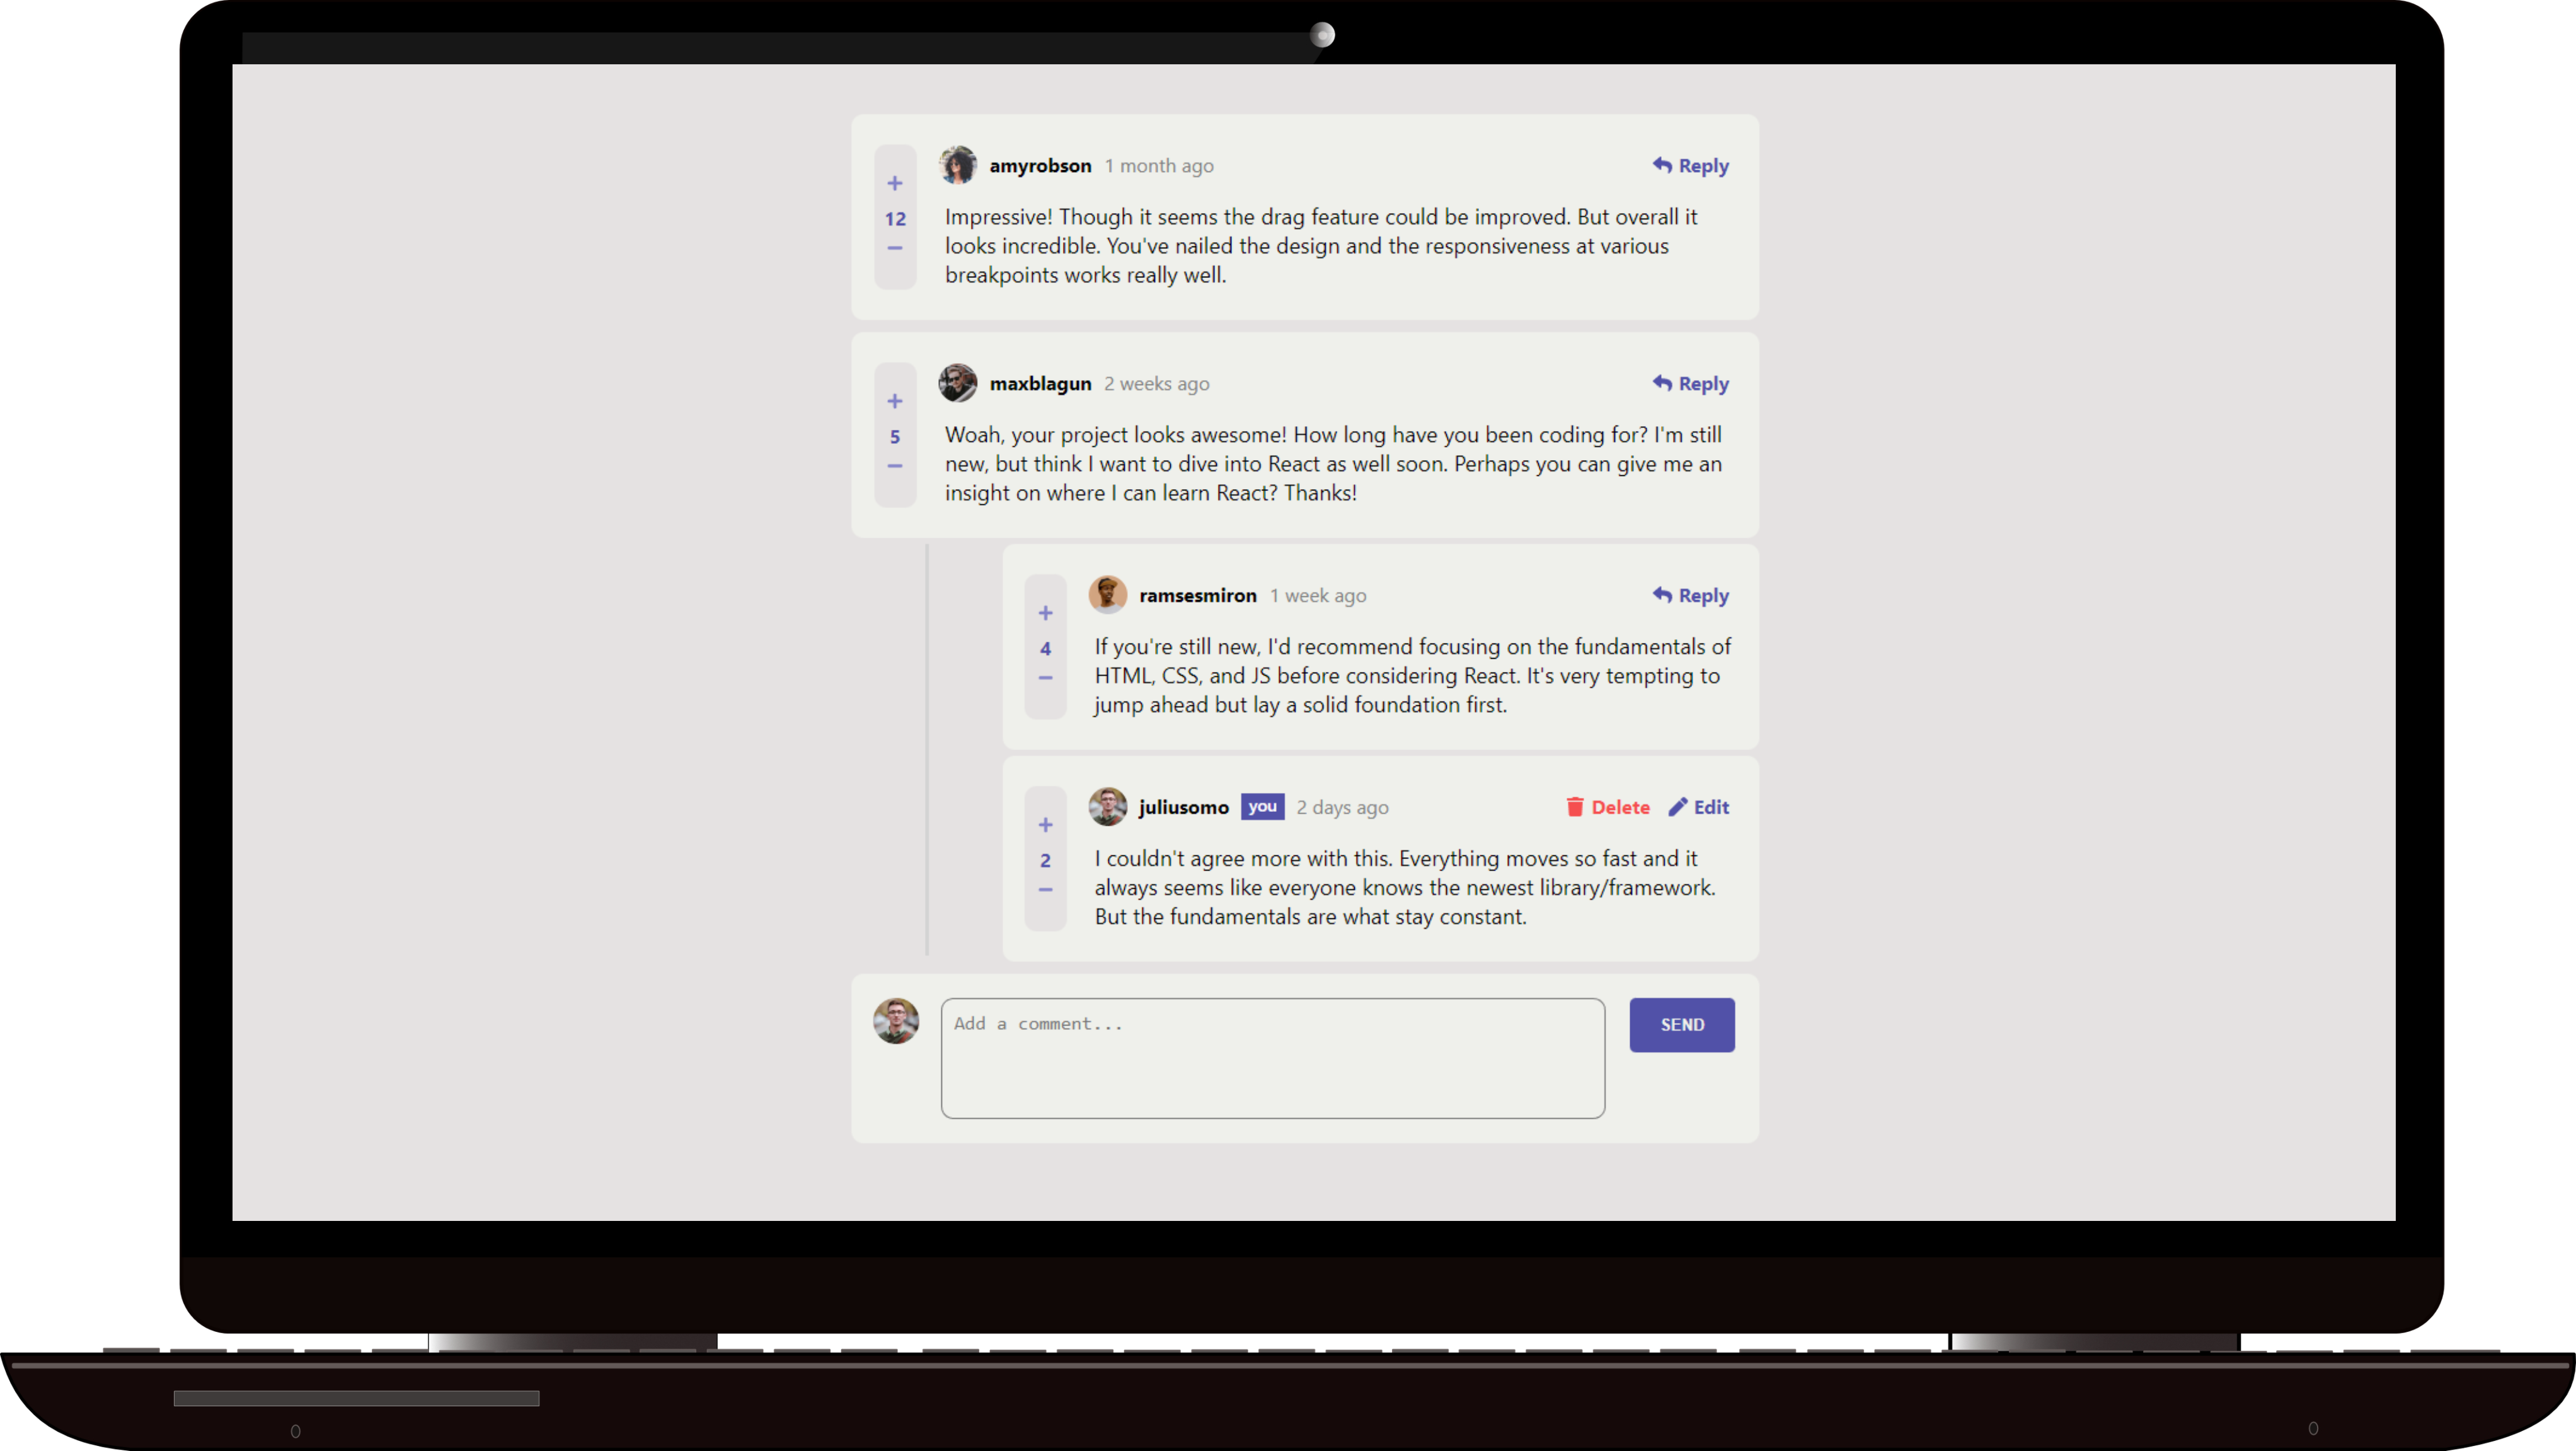 amyrobson 1 month ago Reply
+
12
−
Impressive! Though it seems the drag feature could be improved. But overall it
looks incredible. You've nailed the design and the responsiveness at various
breakpoints works really well.
maxblagun 2 weeks ago Reply
+
5
−
Woah, your project looks awesome! How long have you been coding for? I'm still
new, but think I want to dive into React as well soon. Perhaps you can give me an
insight on where I can learn React? Thanks!
ramsesmiron 1 week ago Reply
+
4
−
If you're still new, I'd recommend focusing on the fundamentals of
HTML, CSS, and JS before considering React. It's very tempting to
jump ahead but lay a solid foundation first.
juliusomo you 2 days ago Delete Edit
+
2
−
I couldn't agree more with this. Everything moves so fast and it
always seems like everyone knows the newest library/framework.
But the fundamentals are what stay constant.
Add a comment...
SEND